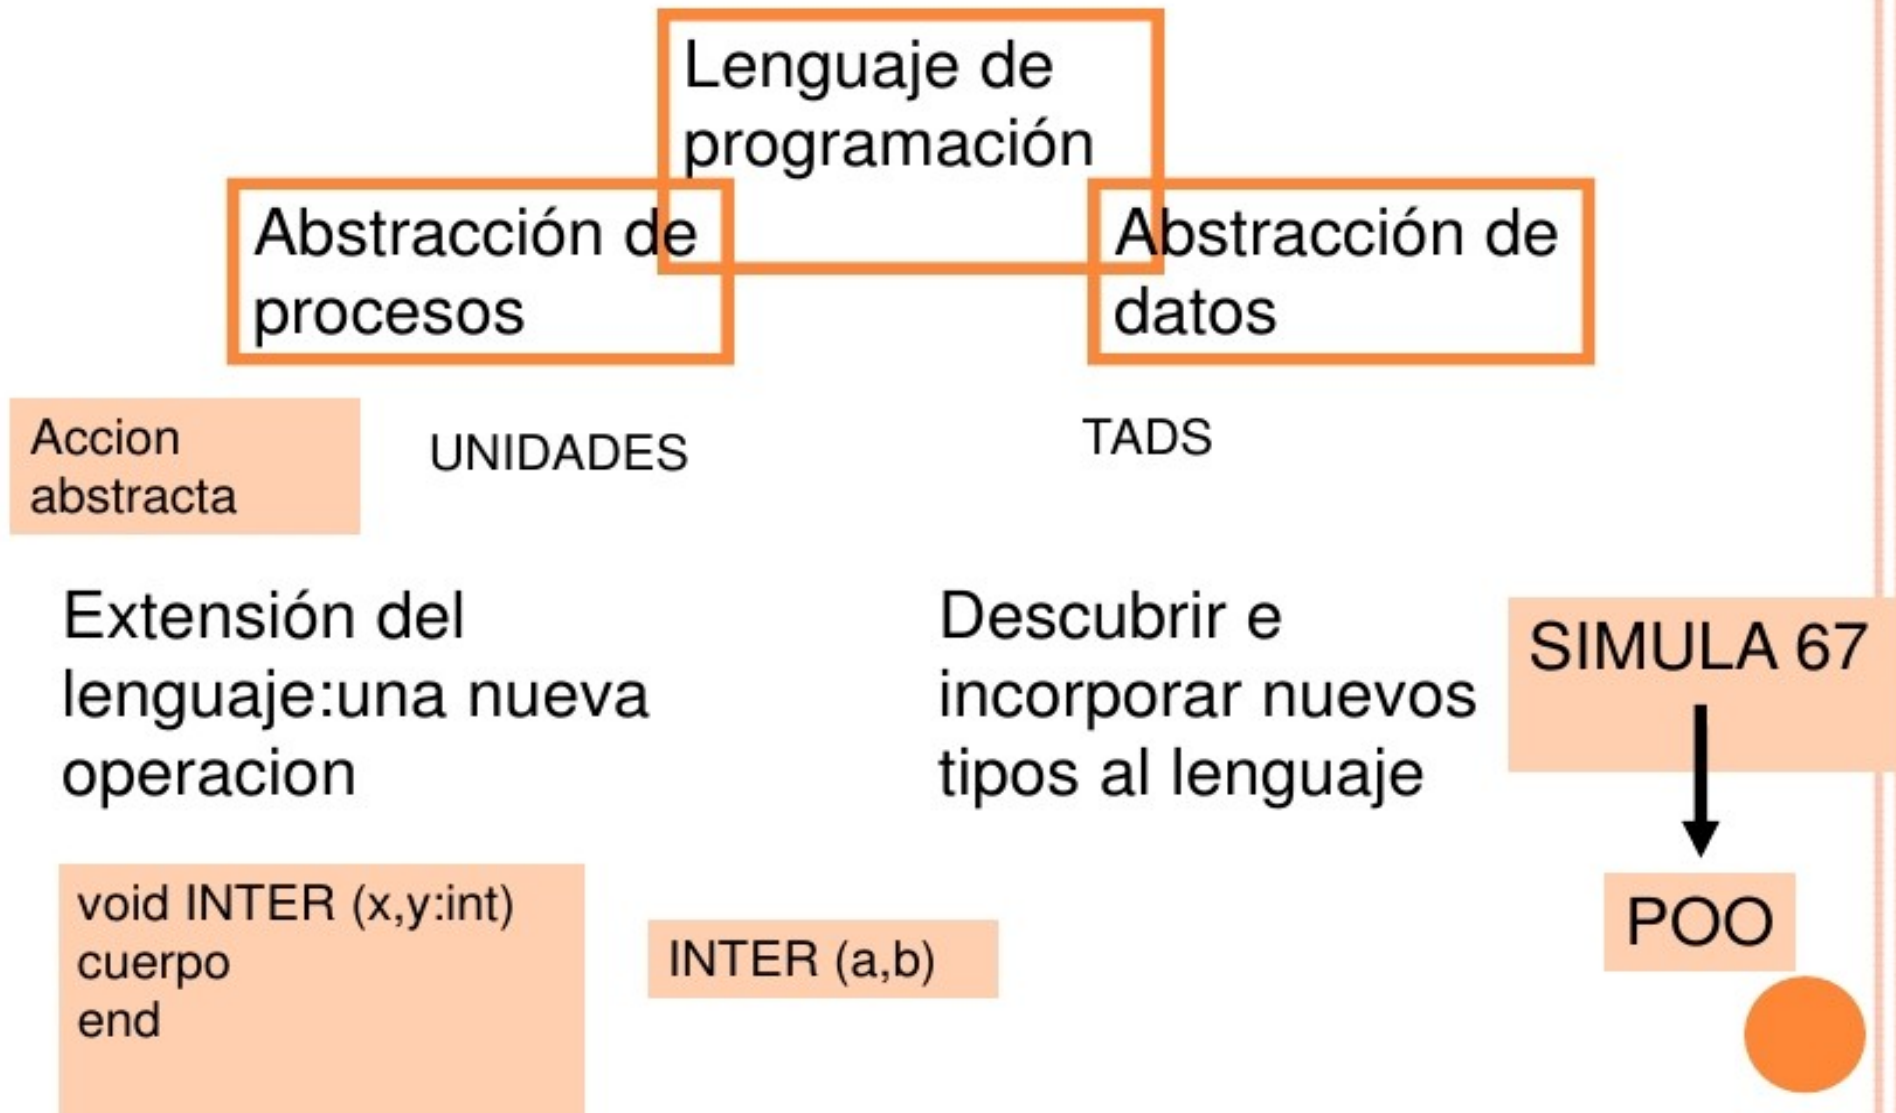 Lenguaje de
programación
Abstracción de
procesos
Abstracción de
datos
Accion
abstracta
UNIDADES
TADS
Extensión del
lenguaje:una nueva
operacion
Descubrir e
incorporar nuevos
tipos al lenguaje
SIMULA 67
POO
void INTER (x,y:int)
cuerpo
end
INTER (a,b)